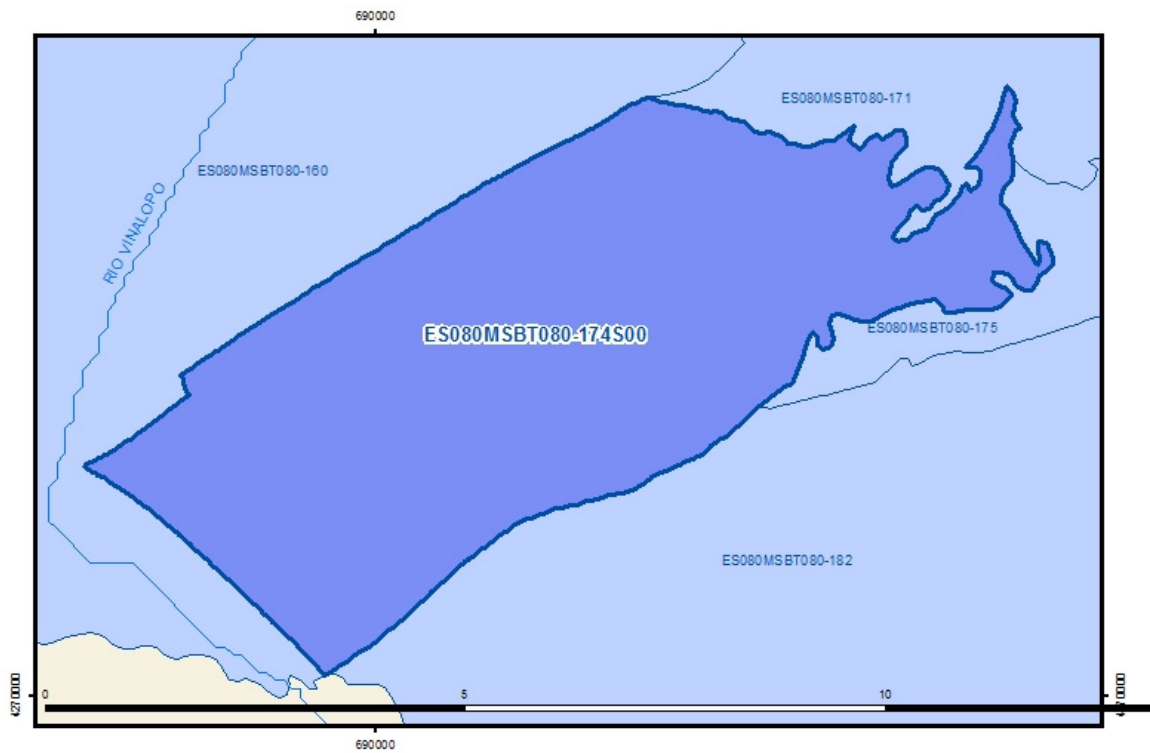 690000
ES080MSBT080-171
ES080MSBT080-160
RIO VINALOPO
ES080MSBT080-174S00
ES080MSBT080-175
ES080MSBT080-182
4270000
0
5
10
4270000
690000